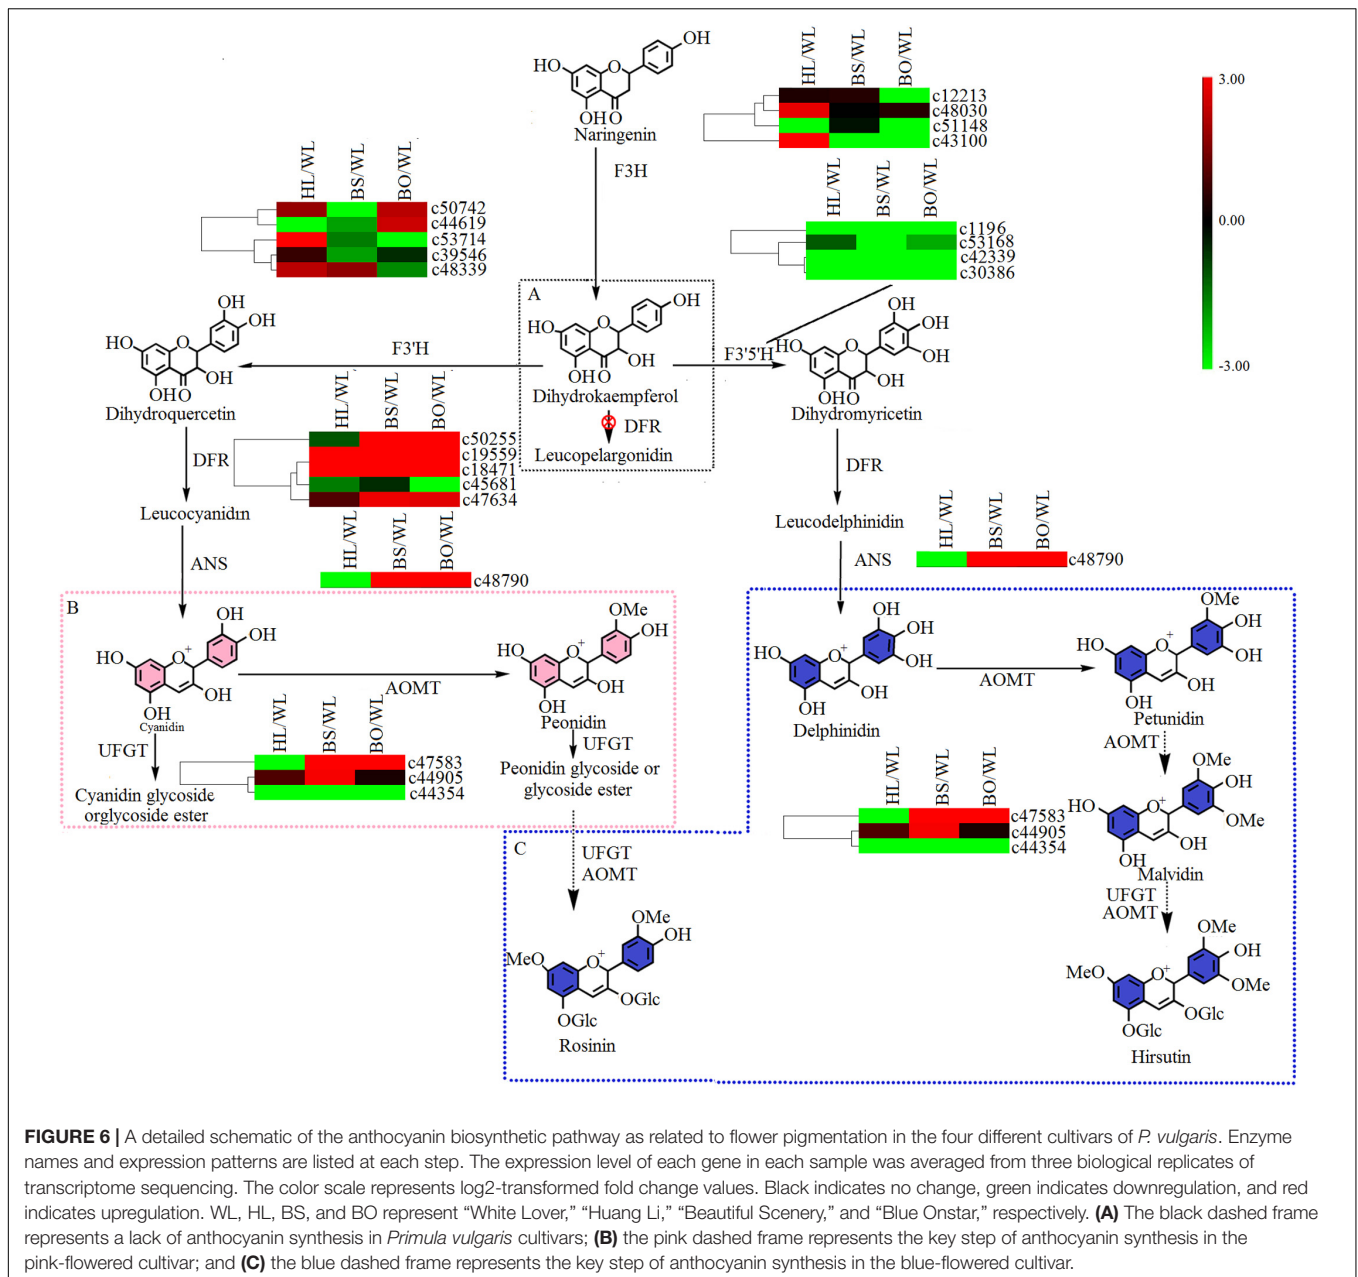 OH
HO
O
OH O
Naringenin
F3H
HL/WL
BS/WL
BO/WL
c12213
c48030
c51148
c43100
3.00
0.00
-3.00
HL/WL
BS/WL
BO/WL
c50742
c44619
c53714
c39546
c48339
HL/WL
BS/WL
BO/WL
c1196
c53168
c42339
c30386
A
OH
HO
O
OH
OHO
Dihydrokaempferol
DFR
Leucopelargonidin
F3'H
F3'5'H
OH
OH
HO
O
OH
OHO
Dihydroquercetin
OH
OH
HO
O
OH
OH
OHO
Dihydromyricetin
DFR
HL/WL
BS/WL
BO/WL
c50255
c19559
c18471
c45681
c47634
Leucocyanidin
ANS
HL/WL
BS/WL
BO/WL
c48790
DFR
Leucodelphinidin
ANS
HL/WL
BS/WL
BO/WL
c48790
B
OH
OH
HO
O+
OH
OH
Cyanidin
AOMT
OMe
OH
HO
O+
OH
OH
Peonidin
UFGT
Cyanidin glycoside
orglycoside ester
HL/WL
BS/WL
BO/WL
c47583
c44905
c44354
UFGT
Peonidin glycoside or
glycoside ester
C
UFGT
AOMT
OMe
OH
MeO
O+
OGlc
OGlc
Rosinin
OH
OH
HO
O+
OH
OH
OH
Delphinidin
AOMT
OMe
OH
HO
O+
OH
OH
OH
Petunidin
AOMT
HL/WL
BS/WL
BO/WL
c47583
c44905
c44354
OMe
OH
HO
O+
OMe
OH
OH
Malvidin
UFGT
AOMT
OMe
OH
MeO
O+
OMe
OGlc
OGlc
Hirsutin
FIGURE 6 | A detailed schematic of the anthocyanin biosynthetic pathway as related to flower pigmentation in the four different cultivars of P. vulgaris. Enzyme
names and expression patterns are listed at each step. The expression level of each gene in each sample was averaged from three biological replicates of
transcriptome sequencing. The color scale represents log2-transformed fold change values. Black indicates no change, green indicates downregulation, and red
indicates upregulation. WL, HL, BS, and BO represent “White Lover,” “Huang Li,” “Beautiful Scenery,” and “Blue Onstar,” respectively. (A) The black dashed frame
represents a lack of anthocyanin synthesis in Primula vulgaris cultivars; (B) the pink dashed frame represents the key step of anthocyanin synthesis in the
pink-flowered cultivar; and (C) the blue dashed frame represents the key step of anthocyanin synthesis in the blue-flowered cultivar.